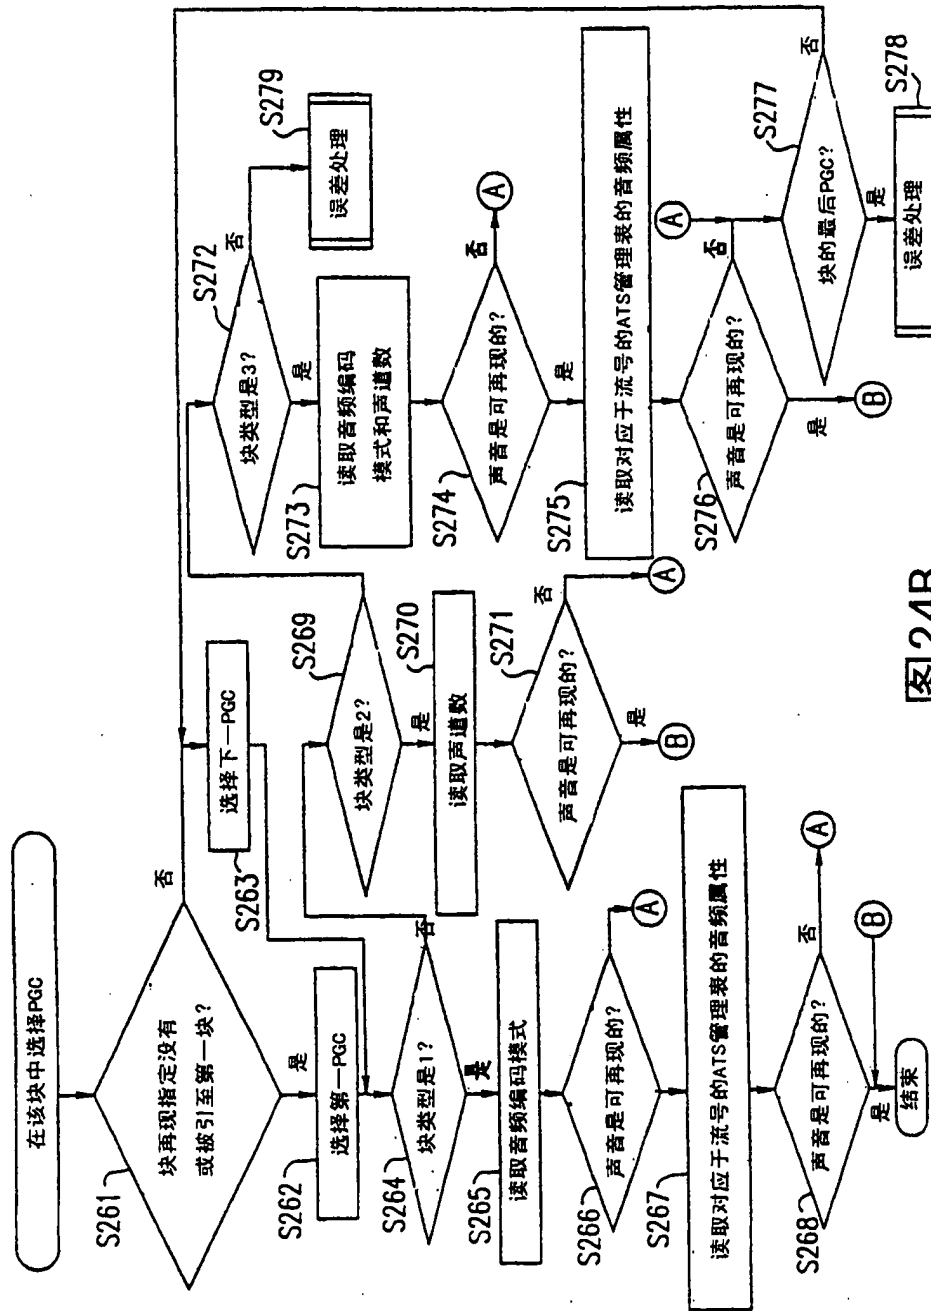 在该块中选择PGC
S261
块再现指定没有
或被引至第一块?
否
是
S262
选择第一PGC
S263
选择下一PGC
S264
块类型是1?
否
是
S265
读取音频编码模式
S266
声音是可再现的?
A
S267
读取对应于流号的ATS管理表的音频属性
S268
声音是可再现的?
否
A
B
是
结束
S269
块类型是2?
是
S270
读取声道数
S271
声音是可再现的?
否
A
是
B
S272
块类型是3?
否
S279
误差处理
是
S273
读取音频编码
模式和声道数
S274
声音是可再现的?
否
A
是
S275
读取对应于流号的ATS管理表的音频属性
S276
声音是可再现的?
否
A
是
B
S277
块的最后PGC?
否
是
S278
误差处理
图24B